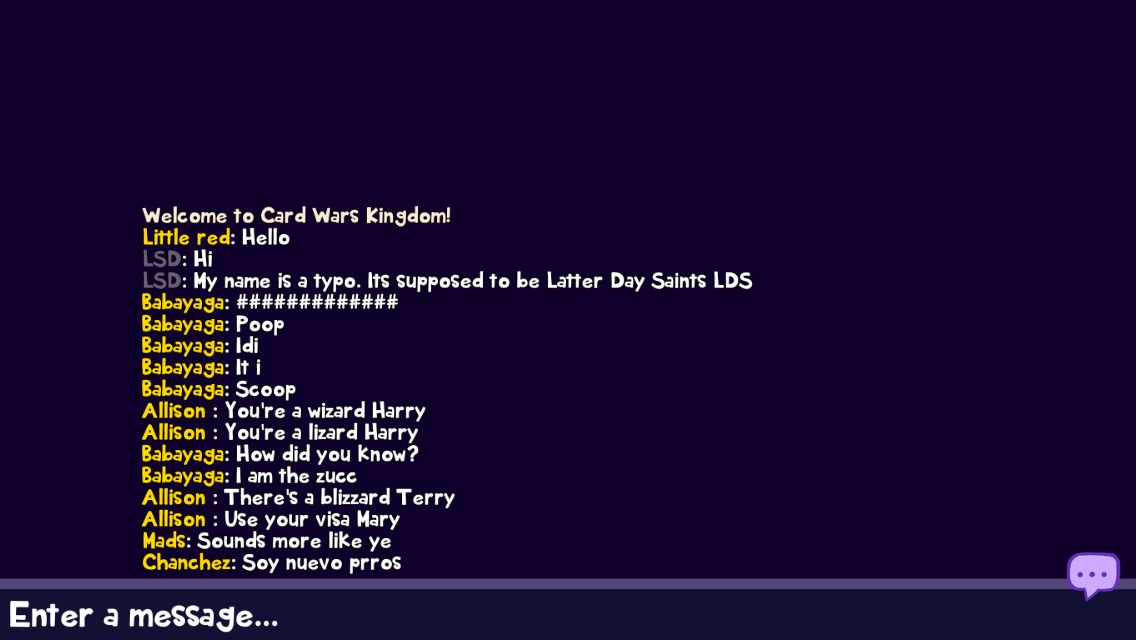 Welcome to Card Wars Kingdom!
Little red: Hello
LSD: Hi
LSD: My name is a typo. Its supposed to be Latter Day Saints LDS
Babayaga: #############
Babayaga: Poop
Babayaga: Idi
Babayaga: It i
Babayaga: Scoop
Allison : You're a wizard Harry
Allison : You're a lizard Harry
Babayaga: How did you know?
Babayaga: I am the zucc
Allison : There's a blizzard Terry
Allison : Use your visa Mary
Mads: Sounds more like ye
Chanchez: Soy nuevo prros
Enter a message...